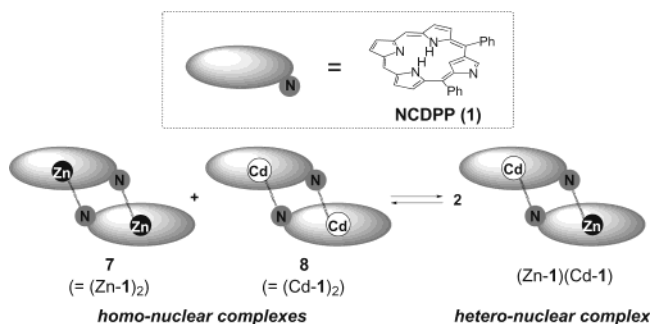 N
=
N
N
H
H
N
N
Ph
Ph
NCDPP (1)
Zn
N
N
Zn
+
Cd
N
N
Cd
2
Cd
N
N
Zn
7
(= (Zn-1)2)
8
(= (Cd-1)2)
(Zn-1)(Cd-1)
homo-nuclear complexes
hetero-nuclear complex